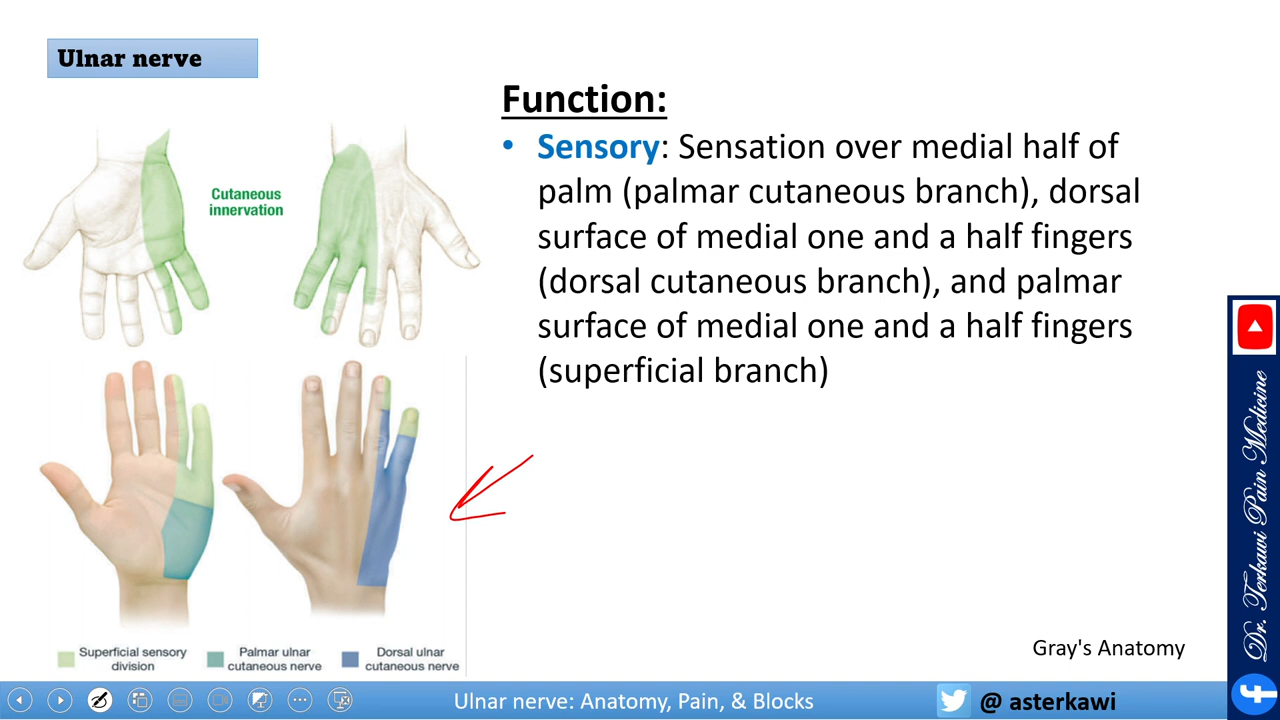 Ulnar nerve
Function:
• Sensory: Sensation over medial half of
palm (palmar cutaneous branch), dorsal
surface of medial one and a half fingers
(dorsal cutaneous branch), and palmar
surface of medial one and a half fingers
(superficial branch)
Cutaneous
innervation
Superficial sensory
division
Palmar ulnar
cutaneous nerve
Dorsal ulnar
cutaneous nerve
Gray's Anatomy
Dr. Terkawi Pain Medicine
Ulnar nerve: Anatomy, Pain, & Blocks
@ asterkawi